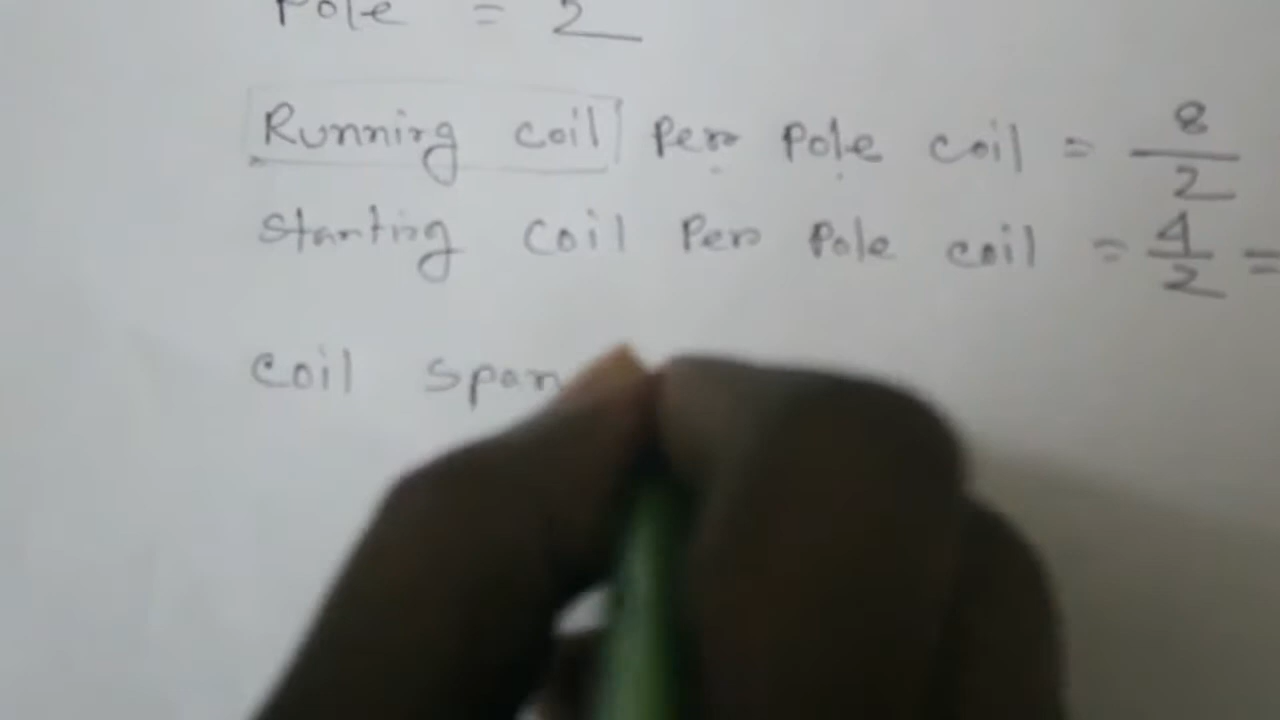 Pole = 2
Running coil Per Pole coil = 8/2
Starting coil Per Pole coil = 4/2 =
Coil Span